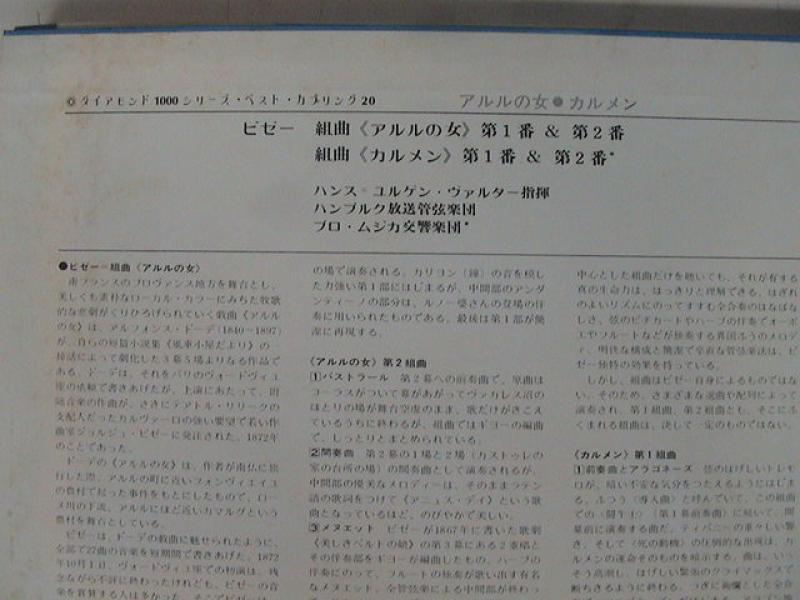 ダイアモンド1000シリーズ・ベスト・カプリング20
アルルの女●カルメン
ビゼー 組曲《アルルの女》第1番 & 第2番
組曲《カルメン》第1番 & 第2番*
ハンス＝ユルゲン・ヴァルター指揮
ハンブルク放送管弦楽団
プロ・ムジカ交響楽団*
●ビゼー＝組曲《アルルの女》
南フランスのプロヴァンス地方を舞台とし、
美しくも素朴なローカル・カラーにみちた牧歌
的な悲劇がくりひろげられていく戯曲《アルル
の女》は、アルフォンス・ドーデ（1840〜1897）
が、自らの短篇小説集《風車小屋だより》の一
挿話によって劇化した3幕5場よりなる作品で
ある。ドーデは、それをパリのヴォードヴィユ
座の依頼で書きあげたが、上演にあたって、附
随音楽の作曲が、さきにテアトル・リリークの
支配人だったカルヴァーロの強い要望で若い作
曲家ジョルジュ・ビゼーに発注された。1872年
のことであった。
ドーデの《アルルの女》は、作者が南仏に旅
行した際、アルルの町に近いフォンヴィエイユ
の農村で起った事件をもとにしたもので、ロー
ヌ川の下流、アルルにほど近いカマルグという
農村を舞台としている。
ビゼーは、ドーデの戯曲に魅せられたように、
全部で27曲の音楽を短期間で書きあげた。1872
年10月1日、ヴォードヴィユ座での初演は、残
念ながら不評に終わったけれども、ビゼーの音
楽を賞賛する人は多かった。そこでビゼーは、
の場で演奏される。カリヨン（鐘）の音を模し
た力強い第1部にはじまるが、中間部のアンダ
ンティーノの部分は、ルノー婆さんの登場の伴
奏に用いられたものである。最後は第1部が簡
潔に再現する。
《アルルの女》第2組曲
1パストラール 第2幕への前奏曲で、原曲は
コーラスがついて幕があがってヴァカレス沼の
ほとりの場が舞台空虚のまま、歌だけがきこえ
ているうちに終わるが、組曲ではギヨーの編曲
で、しっとりとまとめられている。
2間奏曲 第2幕の1場と2場（カストゥレの
家の台所の場）の間奏曲として演奏されるが、
中間部の優美なメロディーは、そのままラテン
語の歌詞をつけて《アニュス・デイ》という歌
曲となっているほど、のびやかで美しい。
3メヌエット ビゼーが1867年に書いた歌劇
《美しきペルトの娘》の第3幕にある2重唱と
その伴奏部をギヨーが編曲したもの。ハープの
伴奏にのって、フルートの独奏が歌い出す有名
なメヌエット、全管弦楽による中間部が終わっ
中心とした組曲だけを聴いても、それが有する
真の生命力は、はっきりと理解できる。はぎれ
のよいリズムにのってすすむ全合奏のはなばな
しさ、弦のピチカートやハープの伴奏でオーボ
エやフルートなどが独奏する異国ふうのメロデ
ィ、明快な構成と簡潔で辛直な管弦楽法は、ビ
ゼー独特の効果を持っている。
しかし、組曲はビゼー自身によるものではな
い。そのため、さまざまな選曲や配列によって
演奏され、第1組曲、第2組曲とも、そこにふ
くまれる組曲は、決して一定のものではない。
《カルメン》第1組曲
1前奏曲とアラゴネーズ 弦のはげしいトレモ
ロが、暗い不安な気分をつたえるようにはじま
る。ふつう〈導入曲〉と呼んでいて、この組曲
での〈闘牛士〉（第1幕前奏曲）に続いて、開
幕前に演奏する曲だ。ティパニーの重々しい響
き、そして〈死の動機〉の圧倒的な出現は、カ
ルメンの運命そのものを暗示する。曲は、いっ
そう高潮し、はげしい緊張のクライマックスで
断ちきるように終わる。つぎに絢爛とした全合